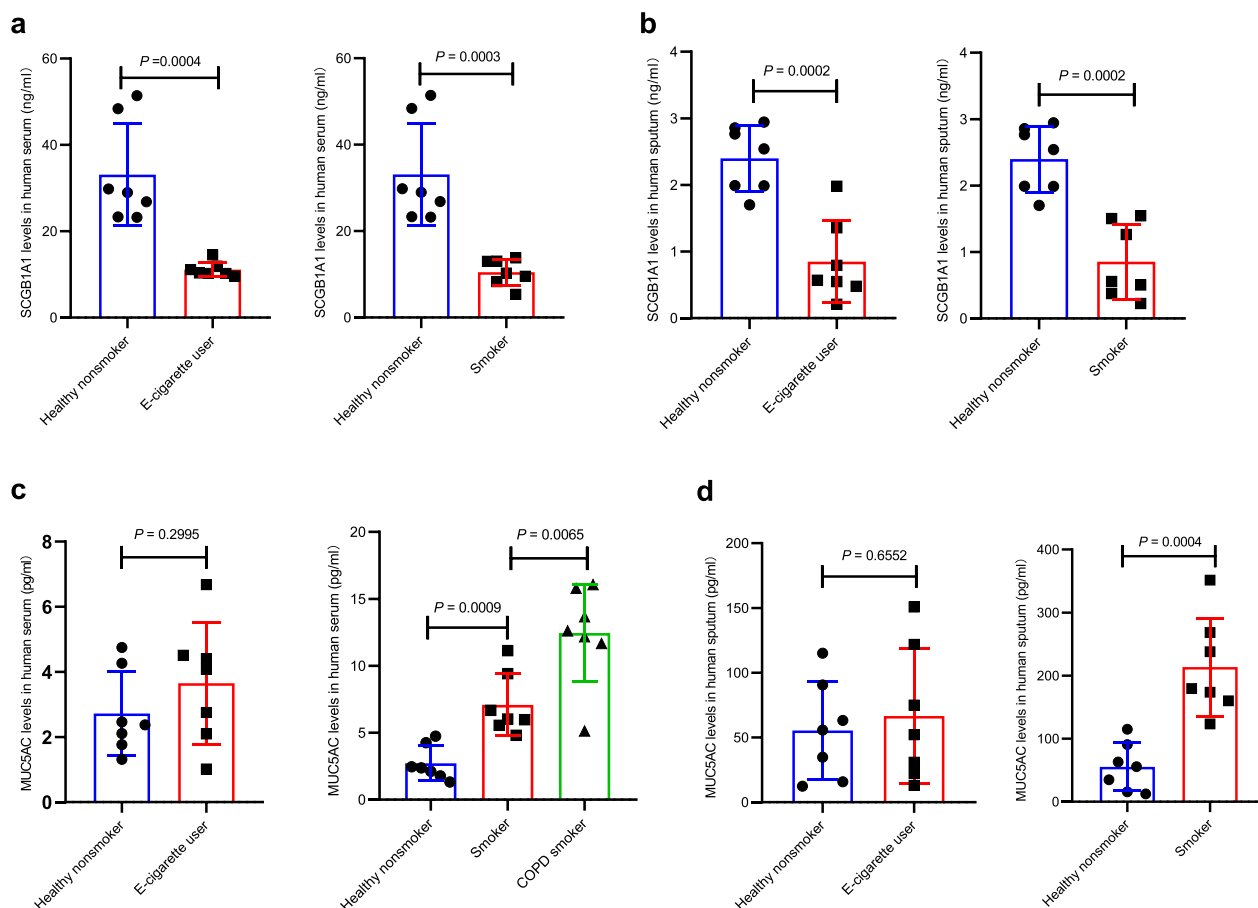 a
SCGB1A1 levels in human serum (ng/ml)
60
40
20
0
P = 0.0004
Healthy nonsmoker
E-cigarette user
SCGB1A1 levels in human serum (ng/ml)
60
40
20
0
P = 0.0003
Healthy nonsmoker
Smoker
b
SCGB1A1 levels in human sputum (ng/ml)
4
3
2
1
0
P = 0.0002
Healthy nonsmoker
E-cigarette user
SCGB1A1 levels in human sputum (ng/ml)
4
3
2
1
0
P = 0.0002
Healthy nonsmoker
Smoker
c
MUC5AC levels in human serum (pg/ml)
8
6
4
2
0
P = 0.2995
Healthy nonsmoker
E-cigarette user
MUC5AC levels in human serum (pg/ml)
20
15
10
5
0
P = 0.0009
P = 0.0065
Healthy nonsmoker
Smoker
COPD smoker
d
MUC5AC levels in human sputum (pg/ml)
200
150
100
50
0
P = 0.6552
Healthy nonsmoker
E-cigarette user
MUC5AC levels in human sputum (pg/ml)
400
300
200
100
0
P = 0.0004
Healthy nonsmoker
Smoker